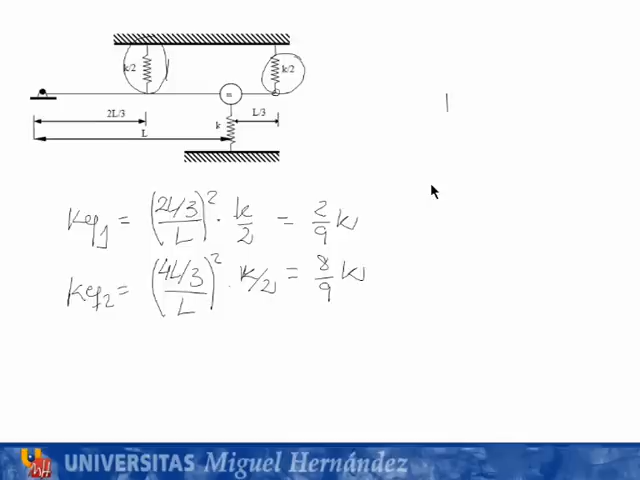 k/2
k/2
m
2L/3
k
L/3
L
Keq1 = (2L/3 / L)² · k/2 = 2/9 k
Keq2 = (4L/3 / L)² · k/2 = 8/9 k
UNIVERSITAS Miguel Hernández